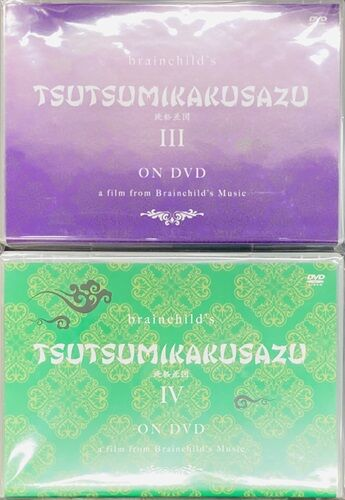 DVD
brainchild's
TSUTSUMIKAKUSAZU
III
ON DVD
a film from Brainchild's Music
DVD
brainchild's
TSUTSUMIKAKUSAZU
IV
ON DVD
a film from Brainchild's Music